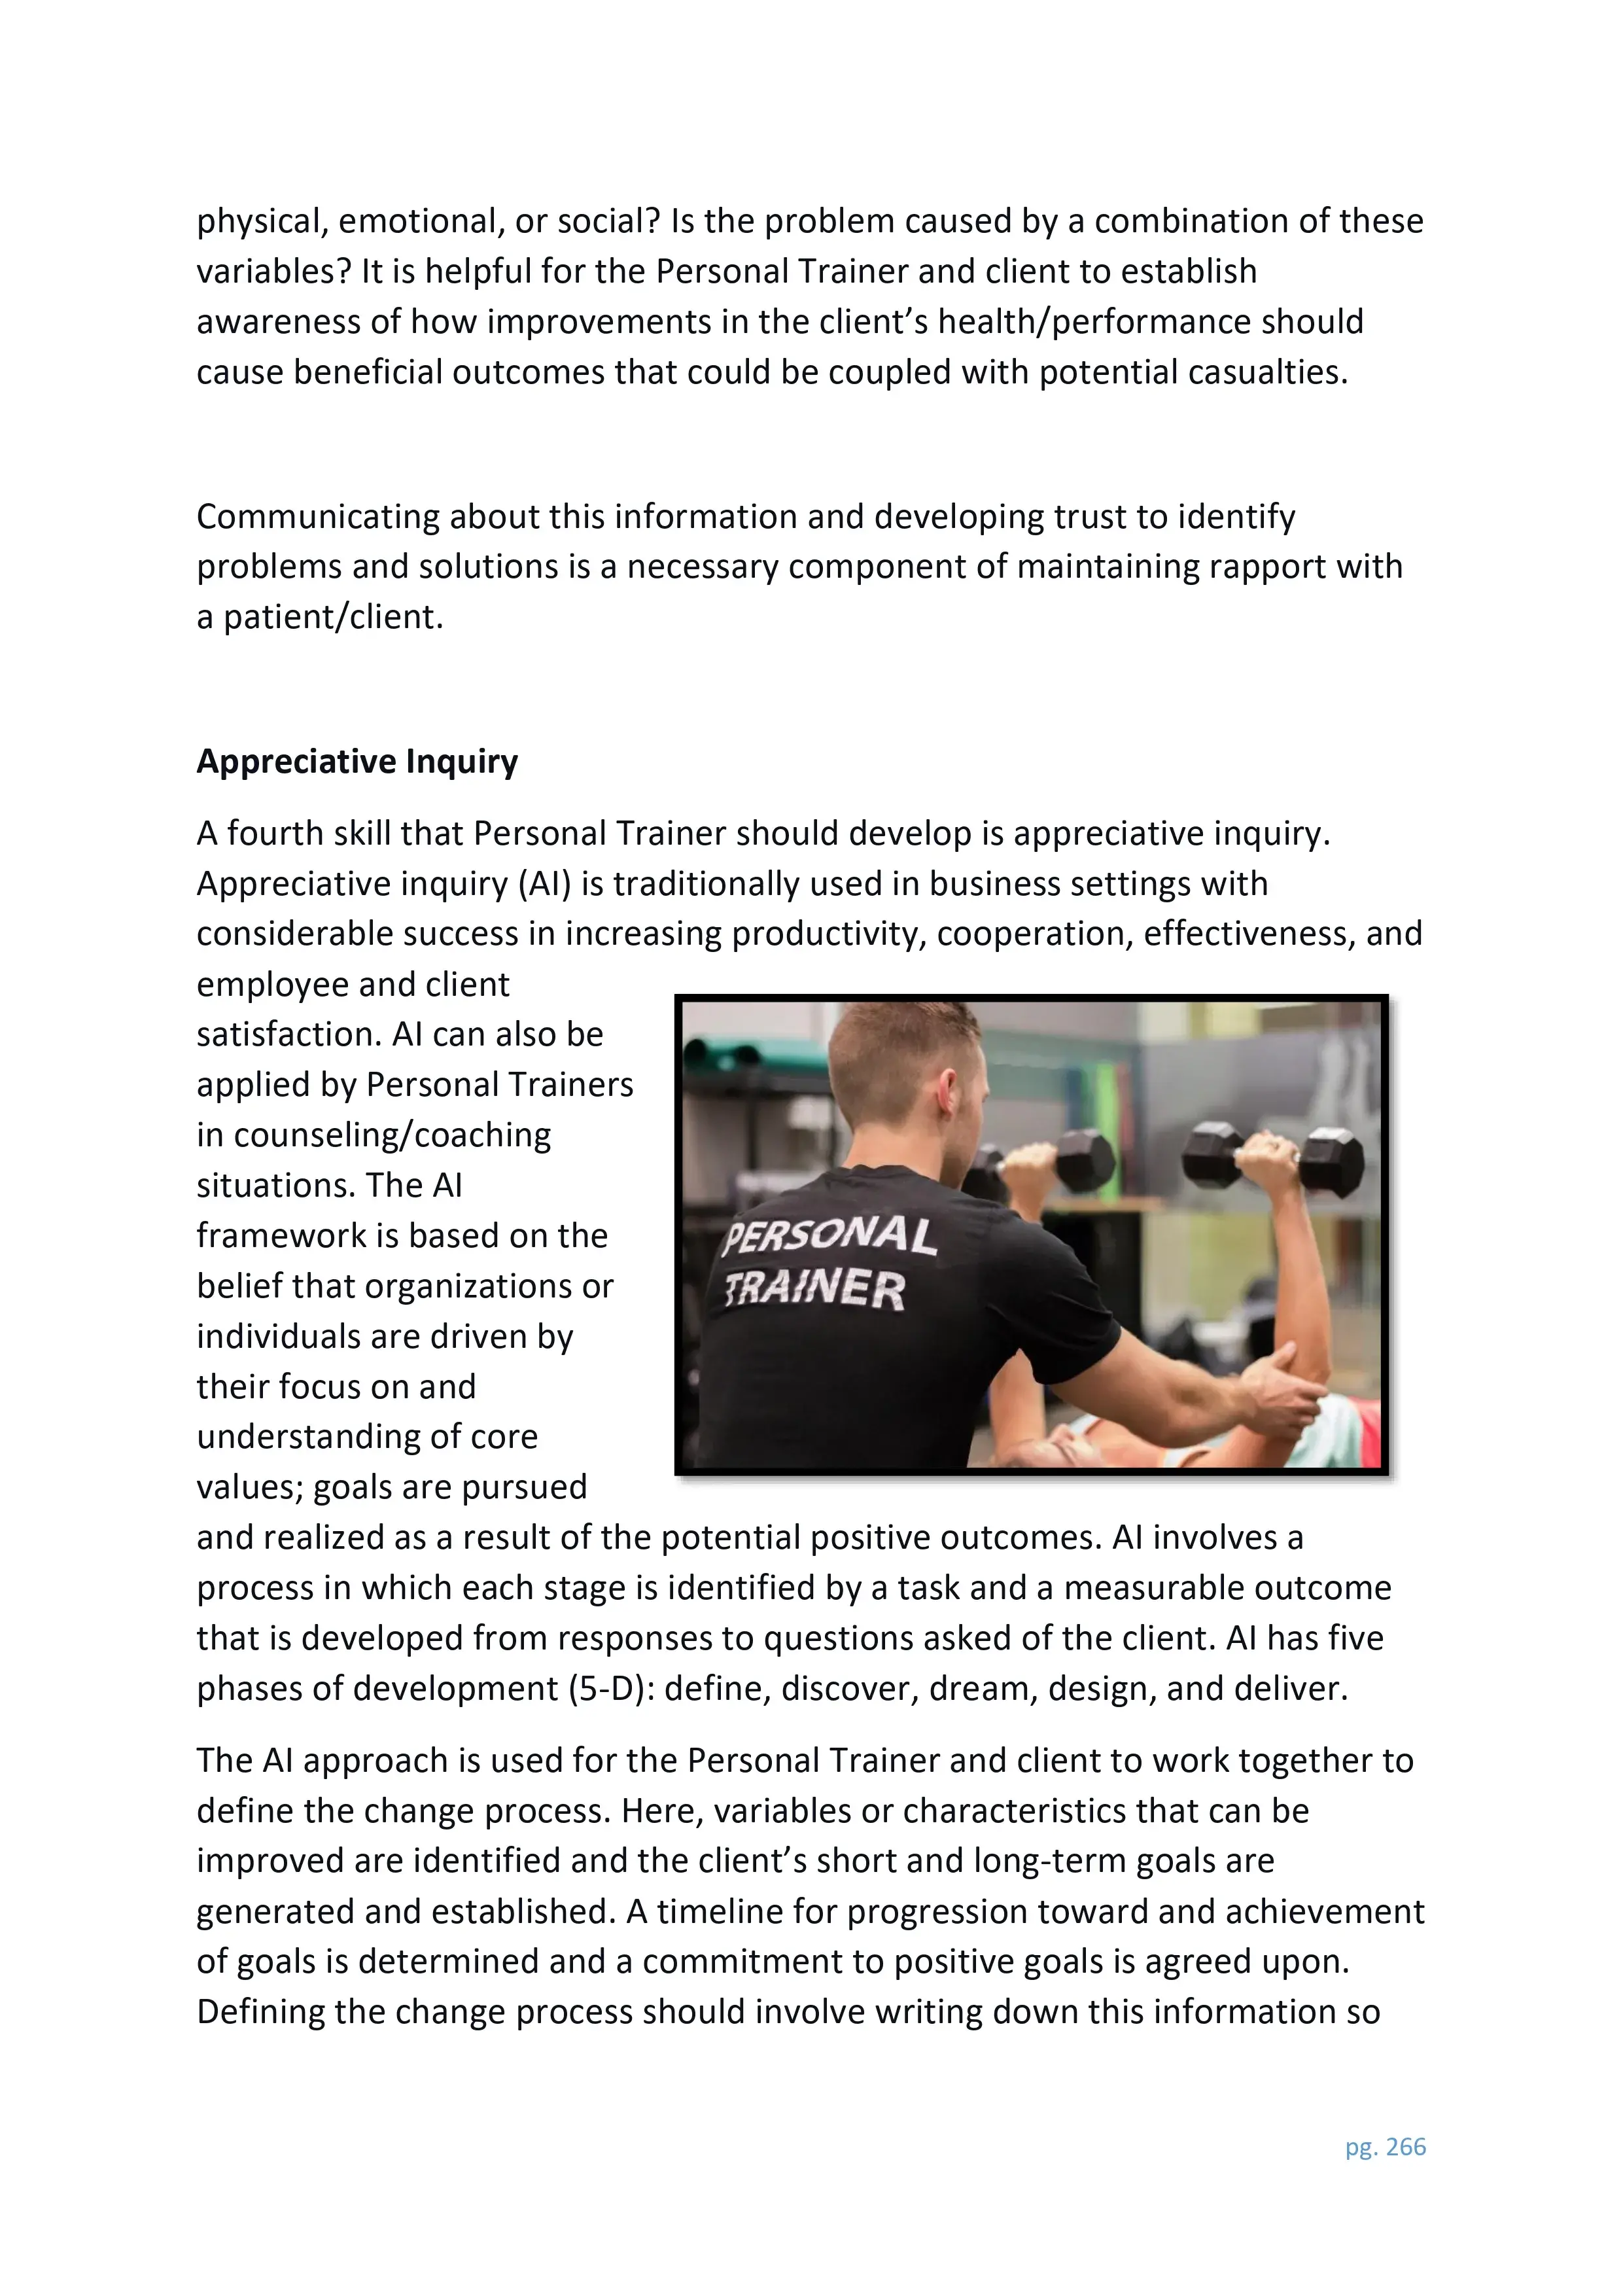 physical, emotional, or social? Is the problem caused by a combination of these
variables? It is helpful for the Personal Trainer and client to establish
awareness of how improvements in the client’s health/performance should
cause beneficial outcomes that could be coupled with potential casualties.
Communicating about this information and developing trust to identify
problems and solutions is a necessary component of maintaining rapport with
a patient/client.
Appreciative Inquiry
A fourth skill that Personal Trainer should develop is appreciative inquiry.
Appreciative inquiry (AI) is traditionally used in business settings with
considerable success in increasing productivity, cooperation, effectiveness, and
employee and client
satisfaction. AI can also be
applied by Personal Trainers
in counseling/coaching
situations. The AI
framework is based on the
belief that organizations or
individuals are driven by
their focus on and
understanding of core
values; goals are pursued
PERSONAL
TRAINER
and realized as a result of the potential positive outcomes. AI involves a
process in which each stage is identified by a task and a measurable outcome
that is developed from responses to questions asked of the client. AI has five
phases of development (5-D): define, discover, dream, design, and deliver.
The AI approach is used for the Personal Trainer and client to work together to
define the change process. Here, variables or characteristics that can be
improved are identified and the client’s short and long-term goals are
generated and established. A timeline for progression toward and achievement
of goals is determined and a commitment to positive goals is agreed upon.
Defining the change process should involve writing down this information so
pg. 266